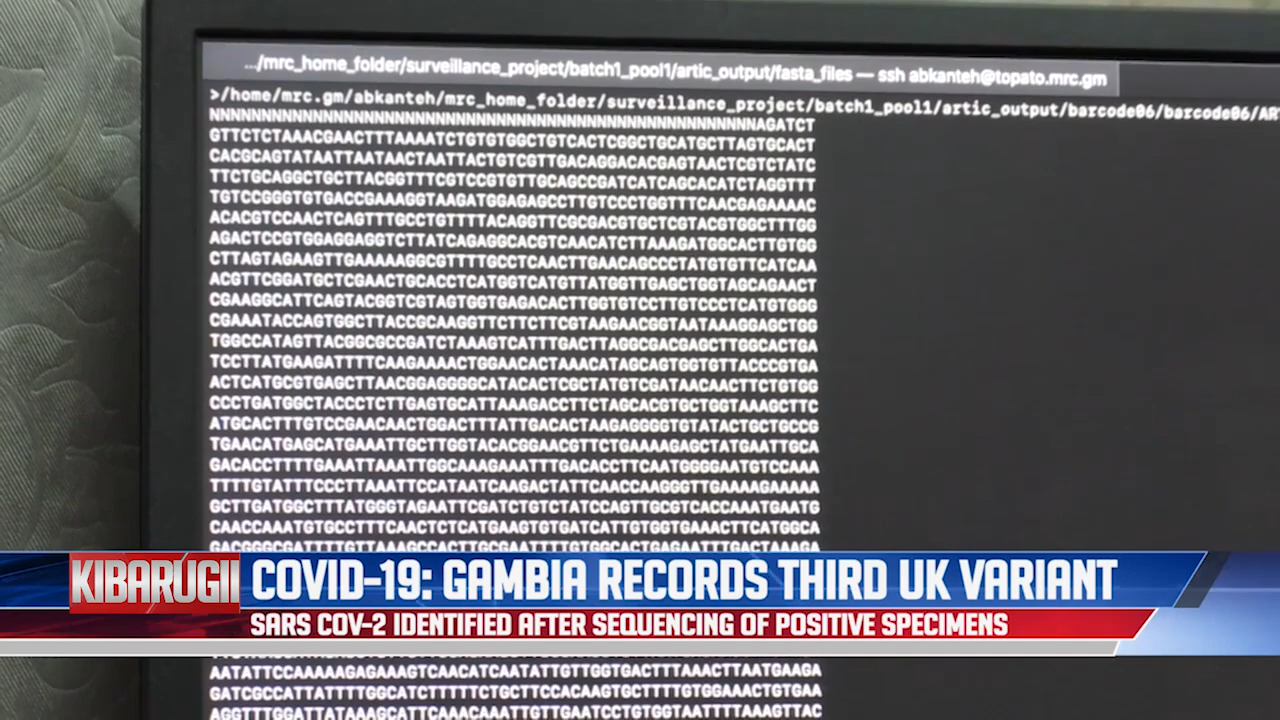 .../mrc_home_folder/surveillance_project/batch1_pool1/artic_output/fasta_files — ssh abkanteh@topato.mrc.gm
>/home/mrc.gm/abkanteh/mrc_home_folder/surveillance_project/batch1_pool1/artic_output/barcode06/barcode06/AR
NNNNNNNNNNNNNNNNNNNNNNNNNNNNNNNNNNNNNNNNNNNNNNNNNNNNNNAGATCT
GTTCTCTAAACGAACTTTAAAATCTGTGTGGCTGTCACTCGGCTGCATGCTTAGTGCACT
CACGCAGTATAATTAATAACTAATTACTGTCGTTGACAGGACACGAGTAACTCGTCTATC
TTCTGCAGGCTGCTTACGGTTTCGTCCGTGTTGCAGCCGATCATCAGCACATCTAGGTTT
TGTCCGGGTGTGACCGAAAGGTAAGATGGAGAGCCTTGTCCCTGGTTTCAACGAGAAAAC
ACACGTCCAACTCAGTTTGCCTGTTTTACAGGTTCGCGACGTGCTCGTACGTGGCTTTGG
AGACTCCGTGGAGGAGGTCTTATCAGAGGCACGTCAACATCTTAAAGATGGCACTTGTGG
CTTAGTAGAAGTTGAAAAAGGCGTTTTGCCTCAACTTGAACAGCCCTATGTGTTCATCAA
ACGTTCGGATGCTCGAACTGCACCTCATGGTCATGTTATGGTTGAGCTGGTAGCAGAACT
CGAAGGCATTCAGTACGGTCGTAGTGGTGAGACACTTGGTGTCCTTGTCCCTCATGTGGG
CGAAATACCAGTGGCTTACCGCAAGGTTCTTCTTCGTAAGAACGGTAATAAAGGAGCTGG
TGGCCATAGTTACGGCGCCGATCTAAAGTCATTTGACTTAGGCGACGAGCTTGGCACTGA
TCCTTATGAAGATTTTCAAGAAAACTGGAACACTAAACATAGCAGTGGTGTTACCCGTGA
ACTCATGCGTGAGCTTAACGGAGGGGCATACACTCGCTATGTCGATAACAACTTCTGTGG
CCCTGATGGCTACCCTCTTGAGTGCATTAAAGACCTTCTAGCACGTGCTGGTAAAGCTTC
ATGCACTTTGTCCGAACAACTGGACTTTATTGACACTAAGAGGGGTGTATACTGCTGCCG
TGAACATGAGCATGAAATTGCTTGGTACACGGAACGTTCTGAAAAGAGCTATGAATTGCA
GACACCTTTTGAAATTAAATTGGCAAAGAAATTTGACACCTTCAATGGGGAATGTCCAAA
TTTTGTATTTCCCTTAAATTCCATAATCAAGACTATTCAACCAAGGGTTGAAAAGAAAAA
GCTTGATGGCTTTATGGGTAGAATTCGATCTGTCTATCCAGTTGCGTCACCAAATGAATG
CAACCAAATGTGCCTTTCAACTCTCATGAAGTGTGATCATTGTGGTGAAACTTCATGGCA
GACGGGCGATTTTGTTAAAGCCACTTGCGAATTTTGTGGCACTGAGAATTTGACTAAAGA
KIBARUGII
COVID-19: GAMBIA RECORDS THIRD UK VARIANT
SARS COV-2 IDENTIFIED AFTER SEQUENCING OF POSITIVE SPECIMENS
AATATTCCAAAAAGAGAAAGTCAACATCAATATTGTTGGTGACTTTAAACTTAATGAAGA
GATCGCCATTATTTTGGCATCTTTTTCTGCTTCCACAAGTGCTTTTGTGGAAACTGTGAA
AGGTTTGGATTATAAAGCATTCAAACAAATTGTTGAATCCTGTGGTAATTTTAAAGTTAC